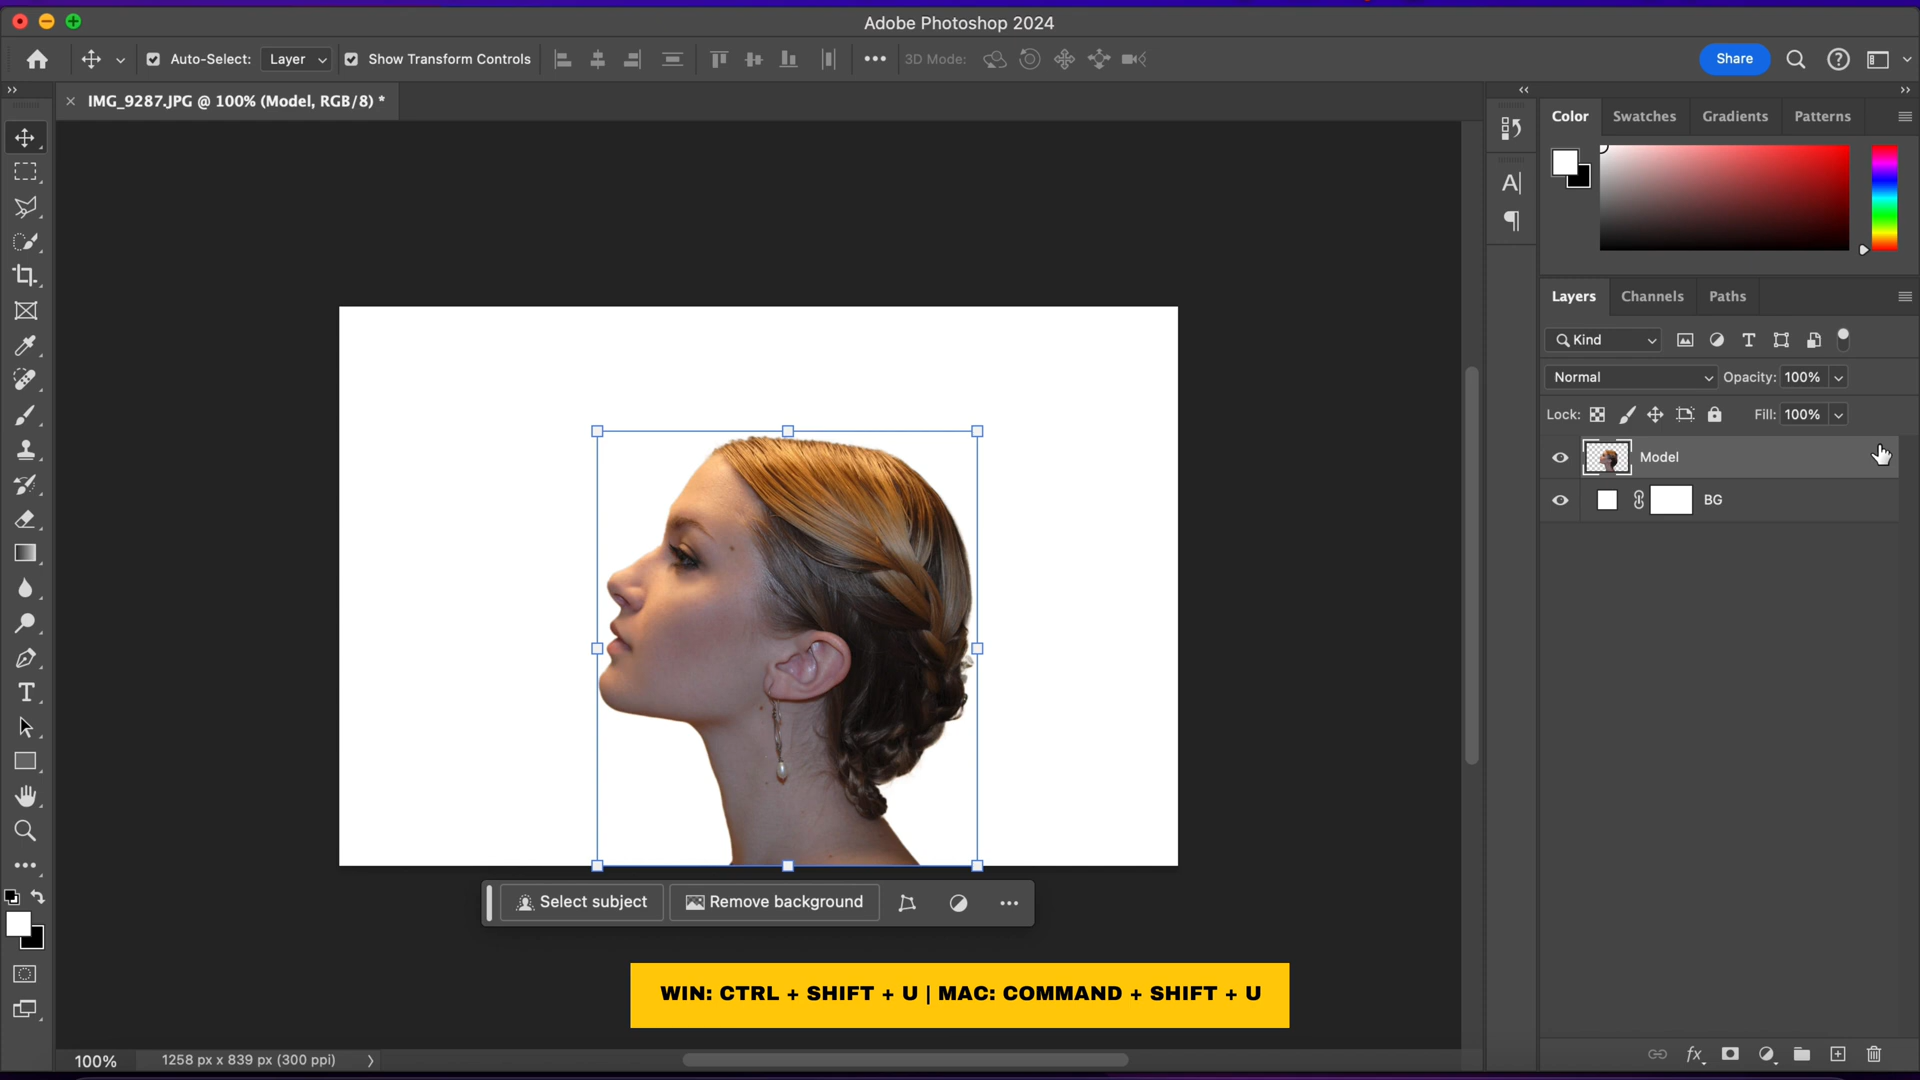 Adobe Photoshop 2024
Auto-Select: Layer Show Transform Controls 3D Mode: Share
IMG_9287.JPG @ 100% (Model, RGB/8) *
Color Swatches Gradients Patterns
Layers Channels Paths
Kind
Normal Opacity: 100%
Lock: Fill: 100%
Model
BG
Select subject Remove background
WIN: CTRL + SHIFT + U | MAC: COMMAND + SHIFT + U
100% 1258 px x 839 px (300 ppi)